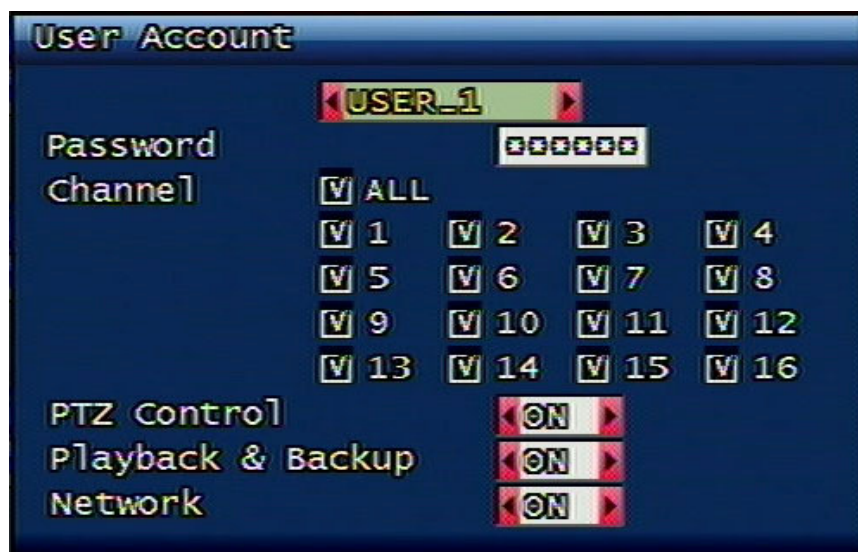 User Account
USER_1
Password ******
Channel ALL
1 2 3 4
5 6 7 8
9 10 11 12
13 14 15 16
PTZ Control ON
Playback & Backup ON
Network ON